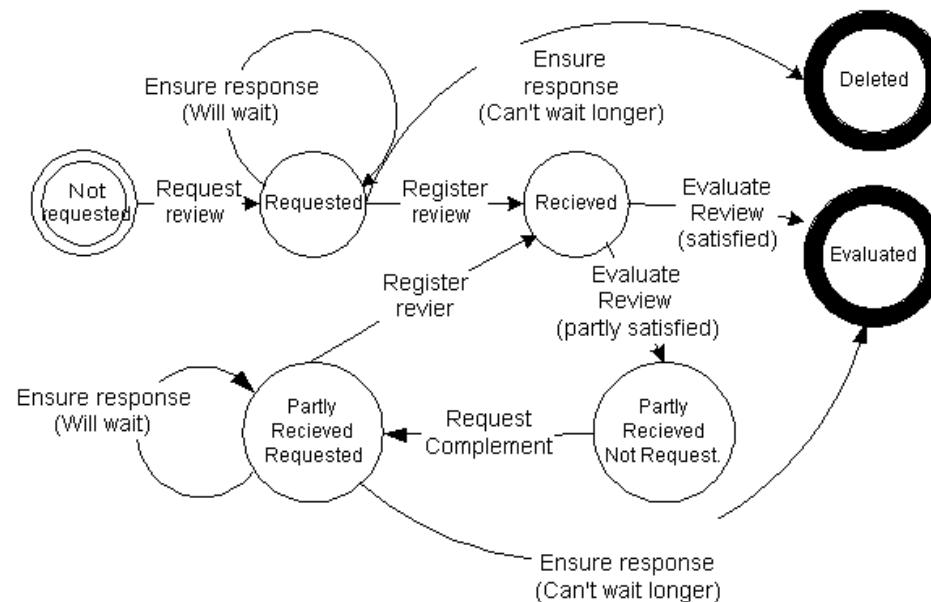 Ensure response
(Will wait)
Ensure
response
(Can't wait longer)
Deleted
Not
requested
Request
review
Requested
Register
review
Recieved
Evaluate
Review
(satisfied)
Evaluated
Register
revier
Evaluate
Review
(partly satisfied)
Ensure response
(Will wait)
Partly
Recieved
Requested
Request
Complement
Partly
Recieved
Not Request.
Ensure response
(Can't wait longer)